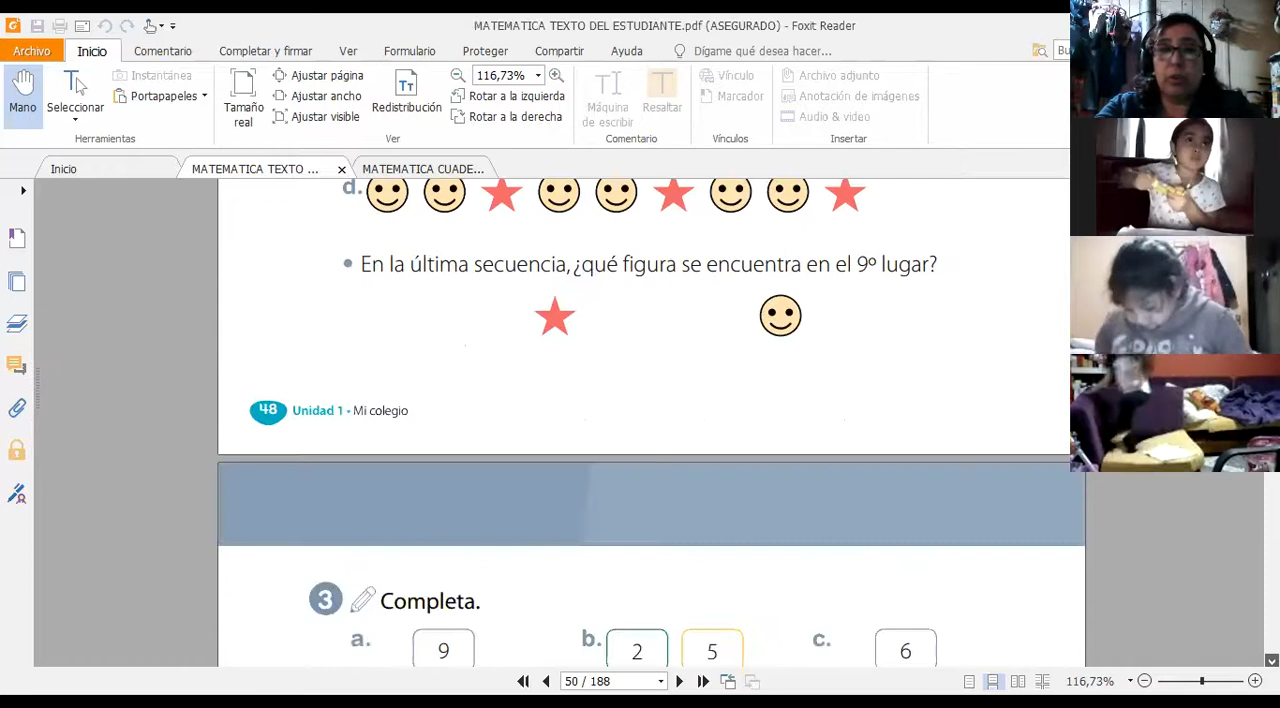 MATEMATICA TEXTO DEL ESTUDIANTE.pdf (ASEGURADO) - Foxit Reader
Archivo Inicio Comentario Completar y firmar Ver Formulario Proteger Compartir Ayuda Dígame qué desea hacer... Bu
Mano
Seleccionar
Instantánea
Portapapeles
Herramientas
Tamaño real
Ajustar página
Ajustar ancho
Ajustar visible
Redistribución
116,73%
Rotar a la izquierda
Rotar a la derecha
Ver
Máquina de escribir
Resaltar
Comentario
Vínculo
Marcador
Vínculos
Archivo adjunto
Anotación de imágenes
Audio & video
Insertar
Inicio MATEMATICA TEXTO ... MATEMATICA CUADE...
d.
• En la última secuencia, ¿qué figura se encuentra en el 9º lugar?
48 Unidad 1 • Mi colegio
3 Completa.
a. 9 b. 2 5 c. 6
50 / 188 116,73%